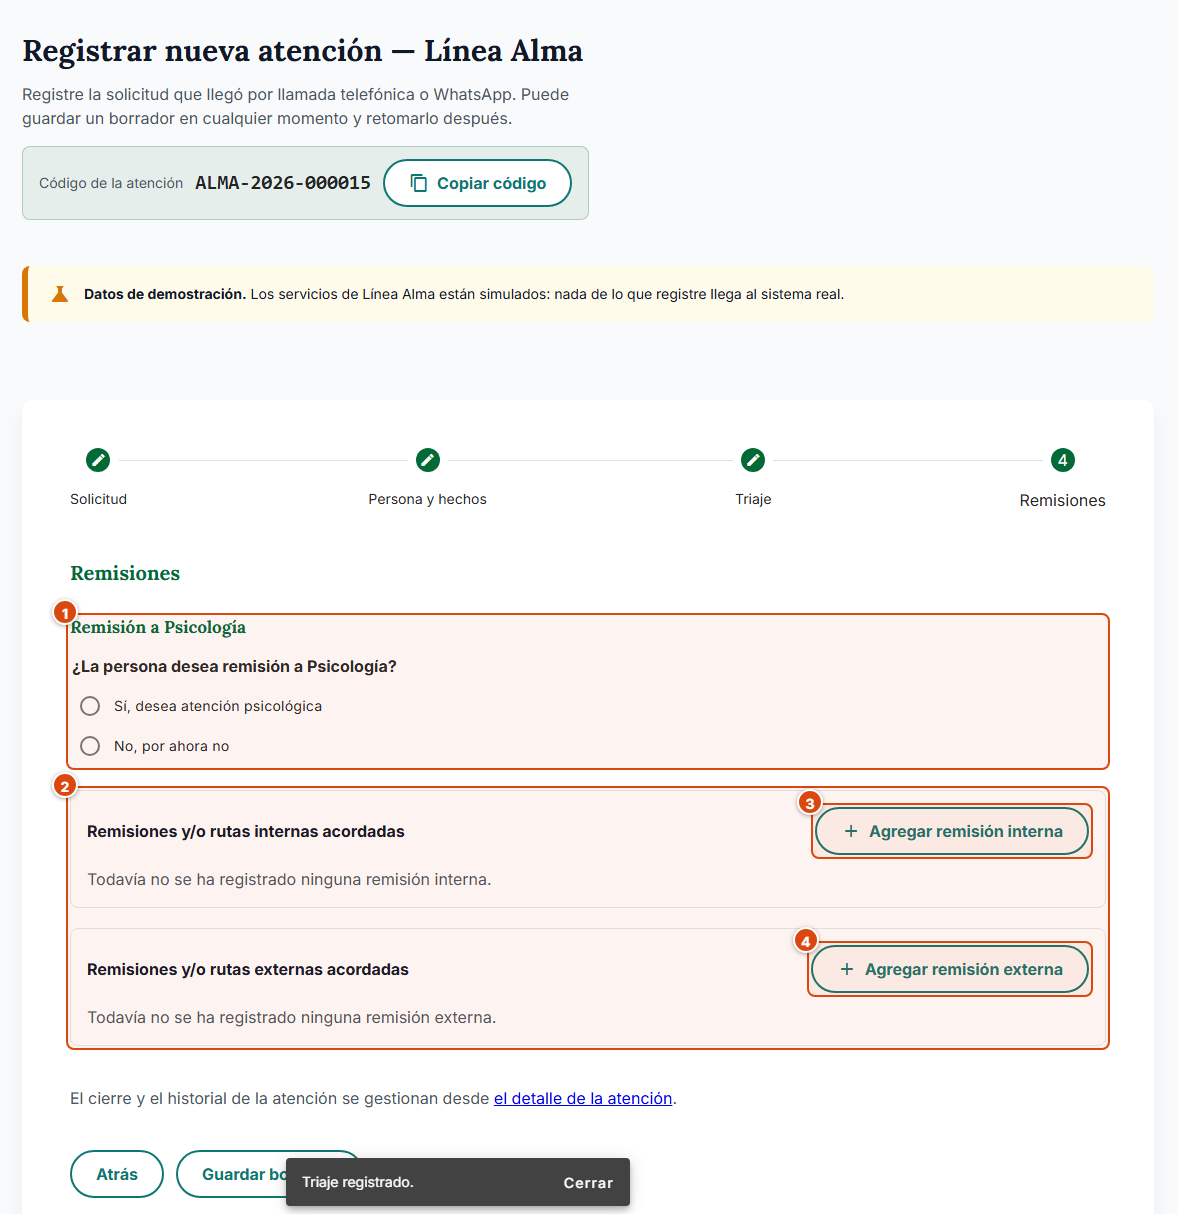 Registrar nueva atención — Línea Alma
Registre la solicitud que llegó por llamada telefónica o WhatsApp. Puede
guardar un borrador en cualquier momento y retomarlo después.
Código de la atención ALMA-2026-000015 Copiar código
Datos de demostración. Los servicios de Línea Alma están simulados: nada de lo que registre llega al sistema real.
4
Solicitud Persona y hechos Triaje Remisiones
Remisiones
1
Remisión a Psicología
¿La persona desea remisión a Psicología?
Sí, desea atención psicológica
No, por ahora no
2
3
Remisiones y/o rutas internas acordadas + Agregar remisión interna
Todavía no se ha registrado ninguna remisión interna.
4
Remisiones y/o rutas externas acordadas + Agregar remisión externa
Todavía no se ha registrado ninguna remisión externa.
El cierre y el historial de la atención se gestionan desde el detalle de la atención.
Atrás Guardar
Triaje registrado. Cerrar